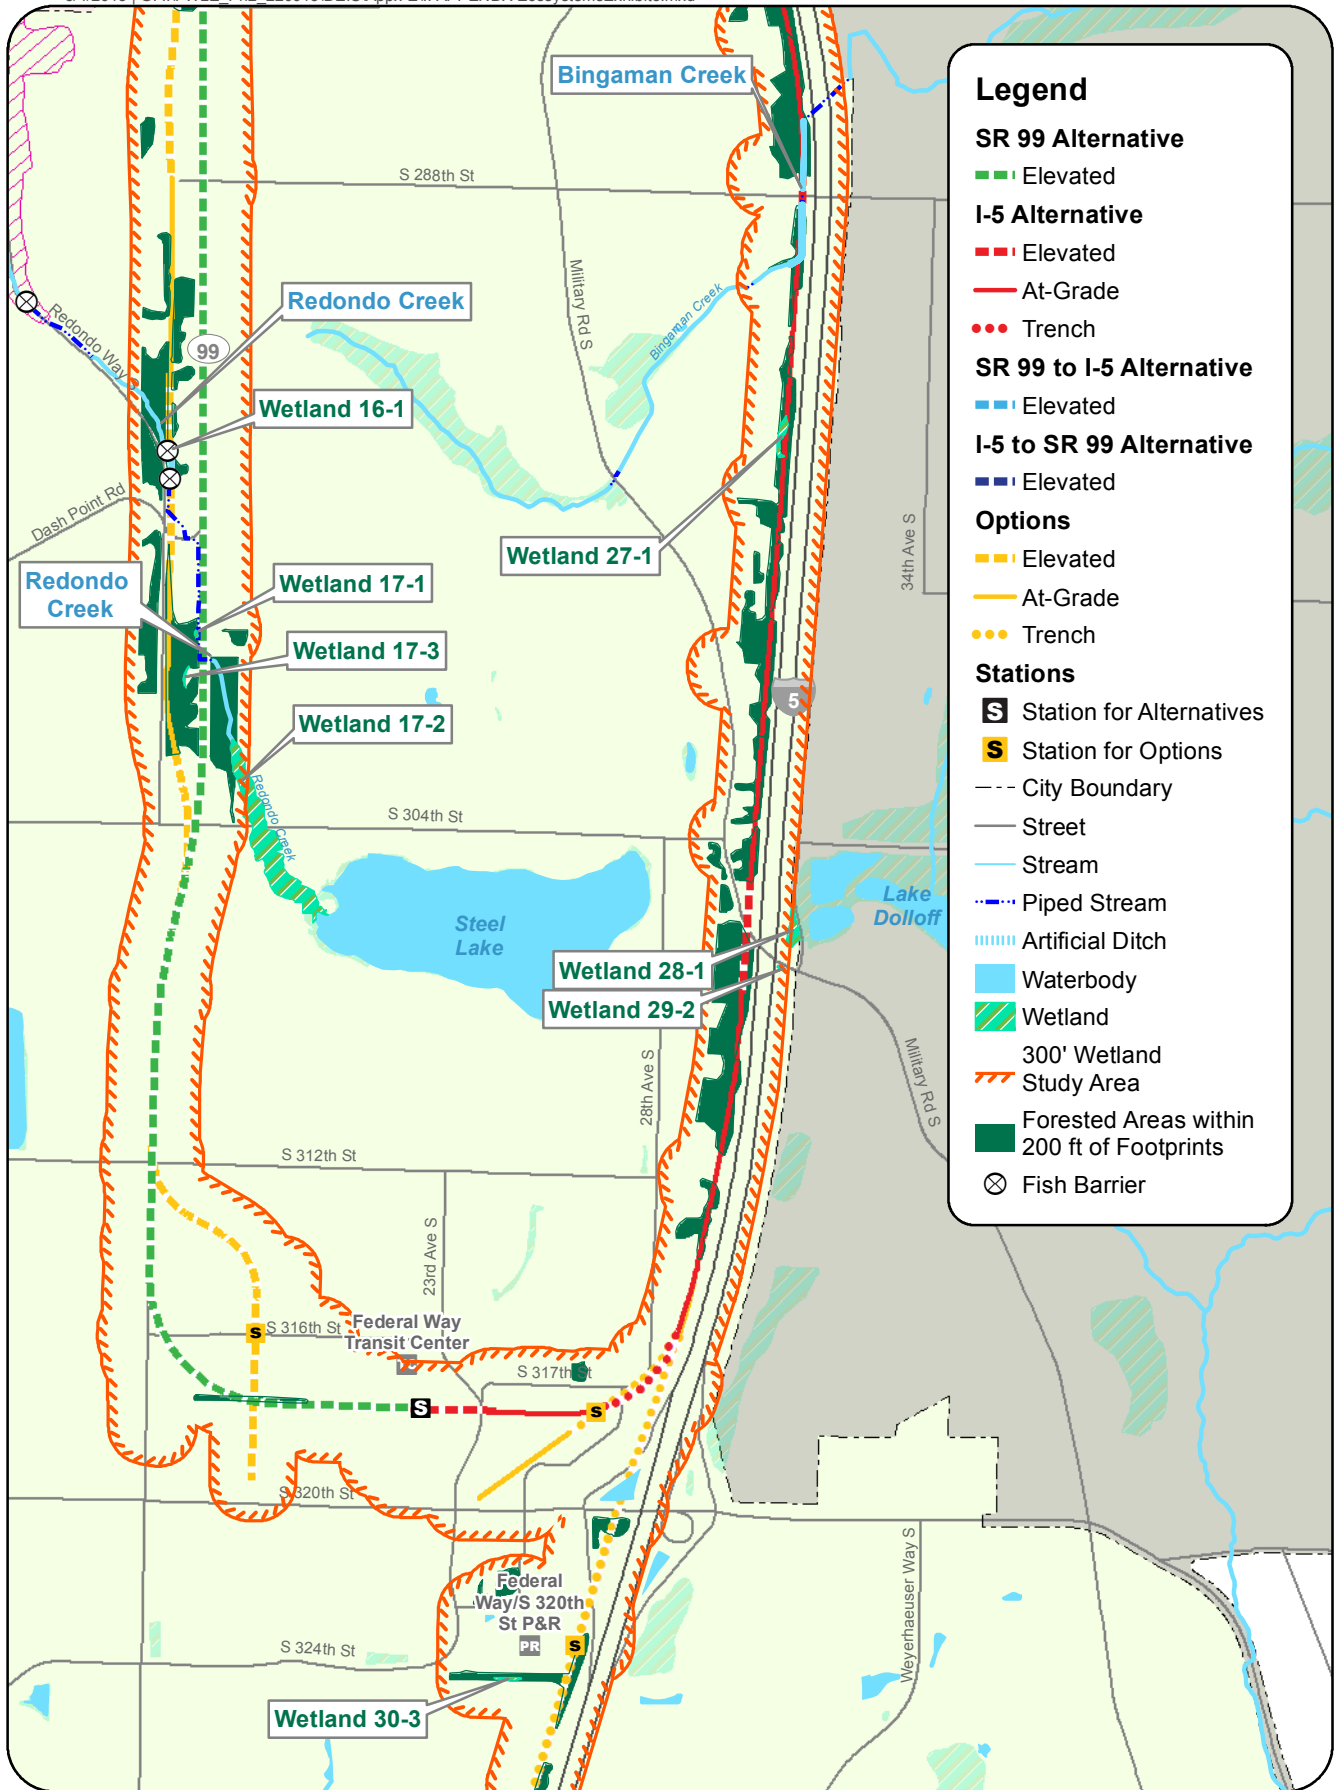 Bingaman Creek
S 288th St
Military Rd S
Redondo Creek
Bingaman Creek
Redondo Way S
99
Wetland 16-1
Dash Point Rd
Wetland 27-1
34th Ave S
Redondo
Creek
Wetland 17-1
Wetland 17-3
5
Wetland 17-2
Redondo Creek
S 304th St
Steel
Lake
Lake
Dolloff
Wetland 28-1
Wetland 29-2
28th Ave S
Military Rd S
S 312th St
23rd Ave S
S
S 316th St
Federal Way
Transit Center
S 317th St
S
S
S 320th St
Federal
Way/S 320th
St P&R
PR
S
Weyerhaeuser Way S
S 324th St
Wetland 30-3
Legend
SR 99 Alternative
Elevated
I-5 Alternative
Elevated
At-Grade
Trench
SR 99 to I-5 Alternative
Elevated
I-5 to SR 99 Alternative
Elevated
Options
Elevated
At-Grade
Trench
Stations
S Station for Alternatives
S Station for Options
City Boundary
Street
Stream
Piped Stream
Artificial Ditch
Waterbody
Wetland
300' Wetland
Study Area
Forested Areas within
200 ft of Footprints
Fish Barrier